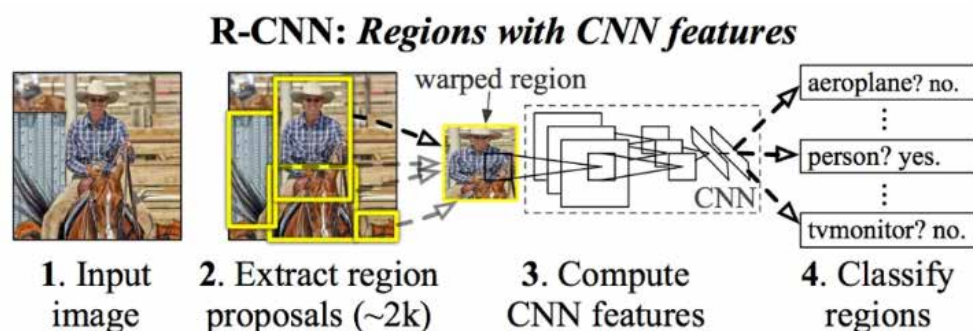 R-CNN: Regions with CNN features
warped region
aeroplane? no.
person? yes.
tvmonitor? no.
CNN
1. Input
image
2. Extract region
proposals (~2k)
3. Compute
CNN features
4. Classify
regions